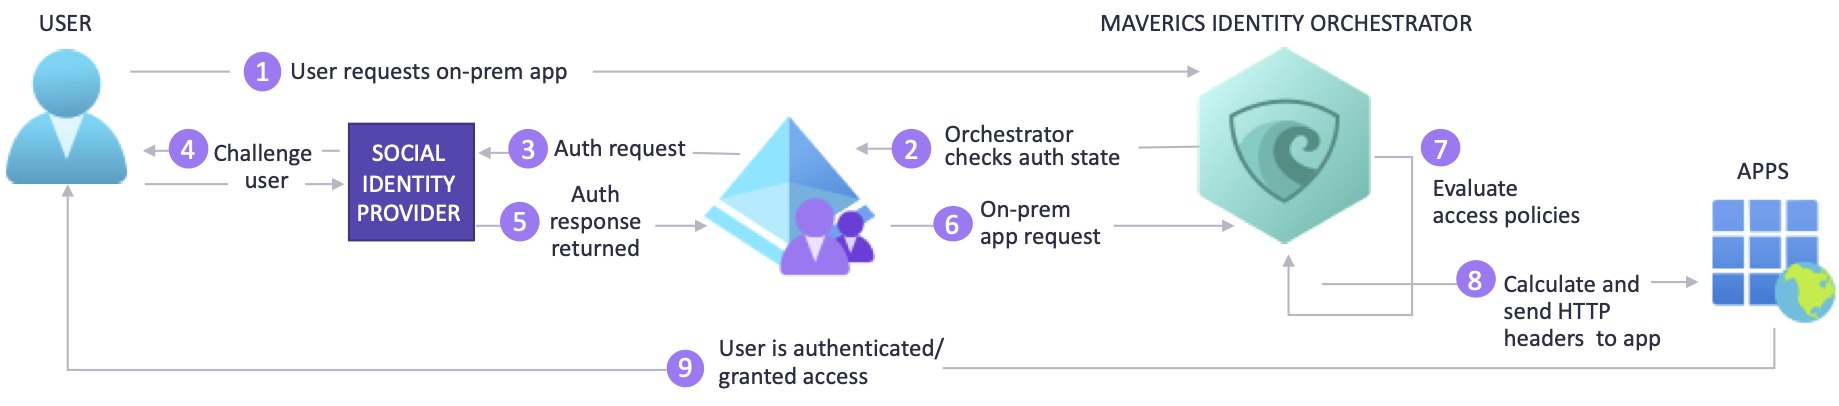 USER
MAVERICS IDENTITY ORCHESTRATOR
1 User requests on-prem app
4 Challenge
user
SOCIAL
IDENTITY
PROVIDER
3 Auth request
5 Auth
response
returned
2 Orchestrator
checks auth state
6 On-prem
app request
7
Evaluate
access policies
APPS
8 Calculate and
send HTTP
headers to app
9 User is authenticated/
granted access